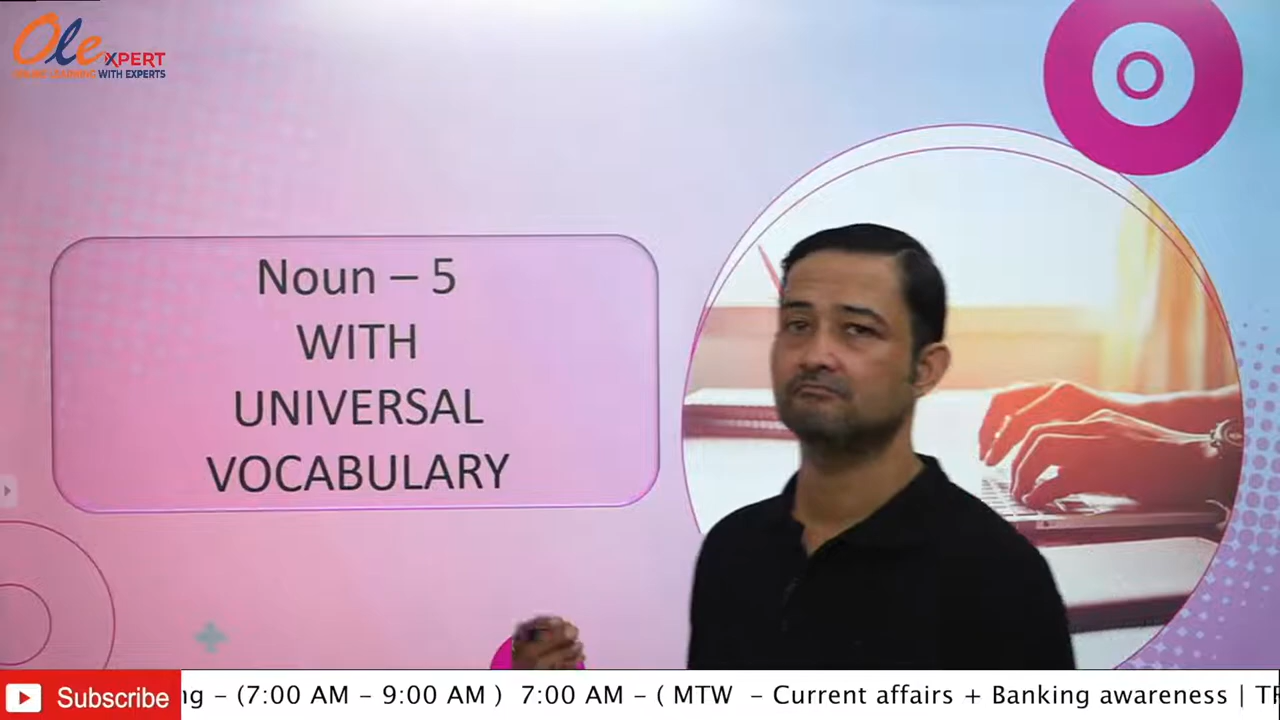 Ole XPERT
ONLINE LEARNING WITH EXPERTS
Noun – 5
WITH
UNIVERSAL
VOCABULARY
Subscribe
ng – (7:00 AM – 9:00 AM ) 7:00 AM – ( MTW – Current affairs + Banking awareness |